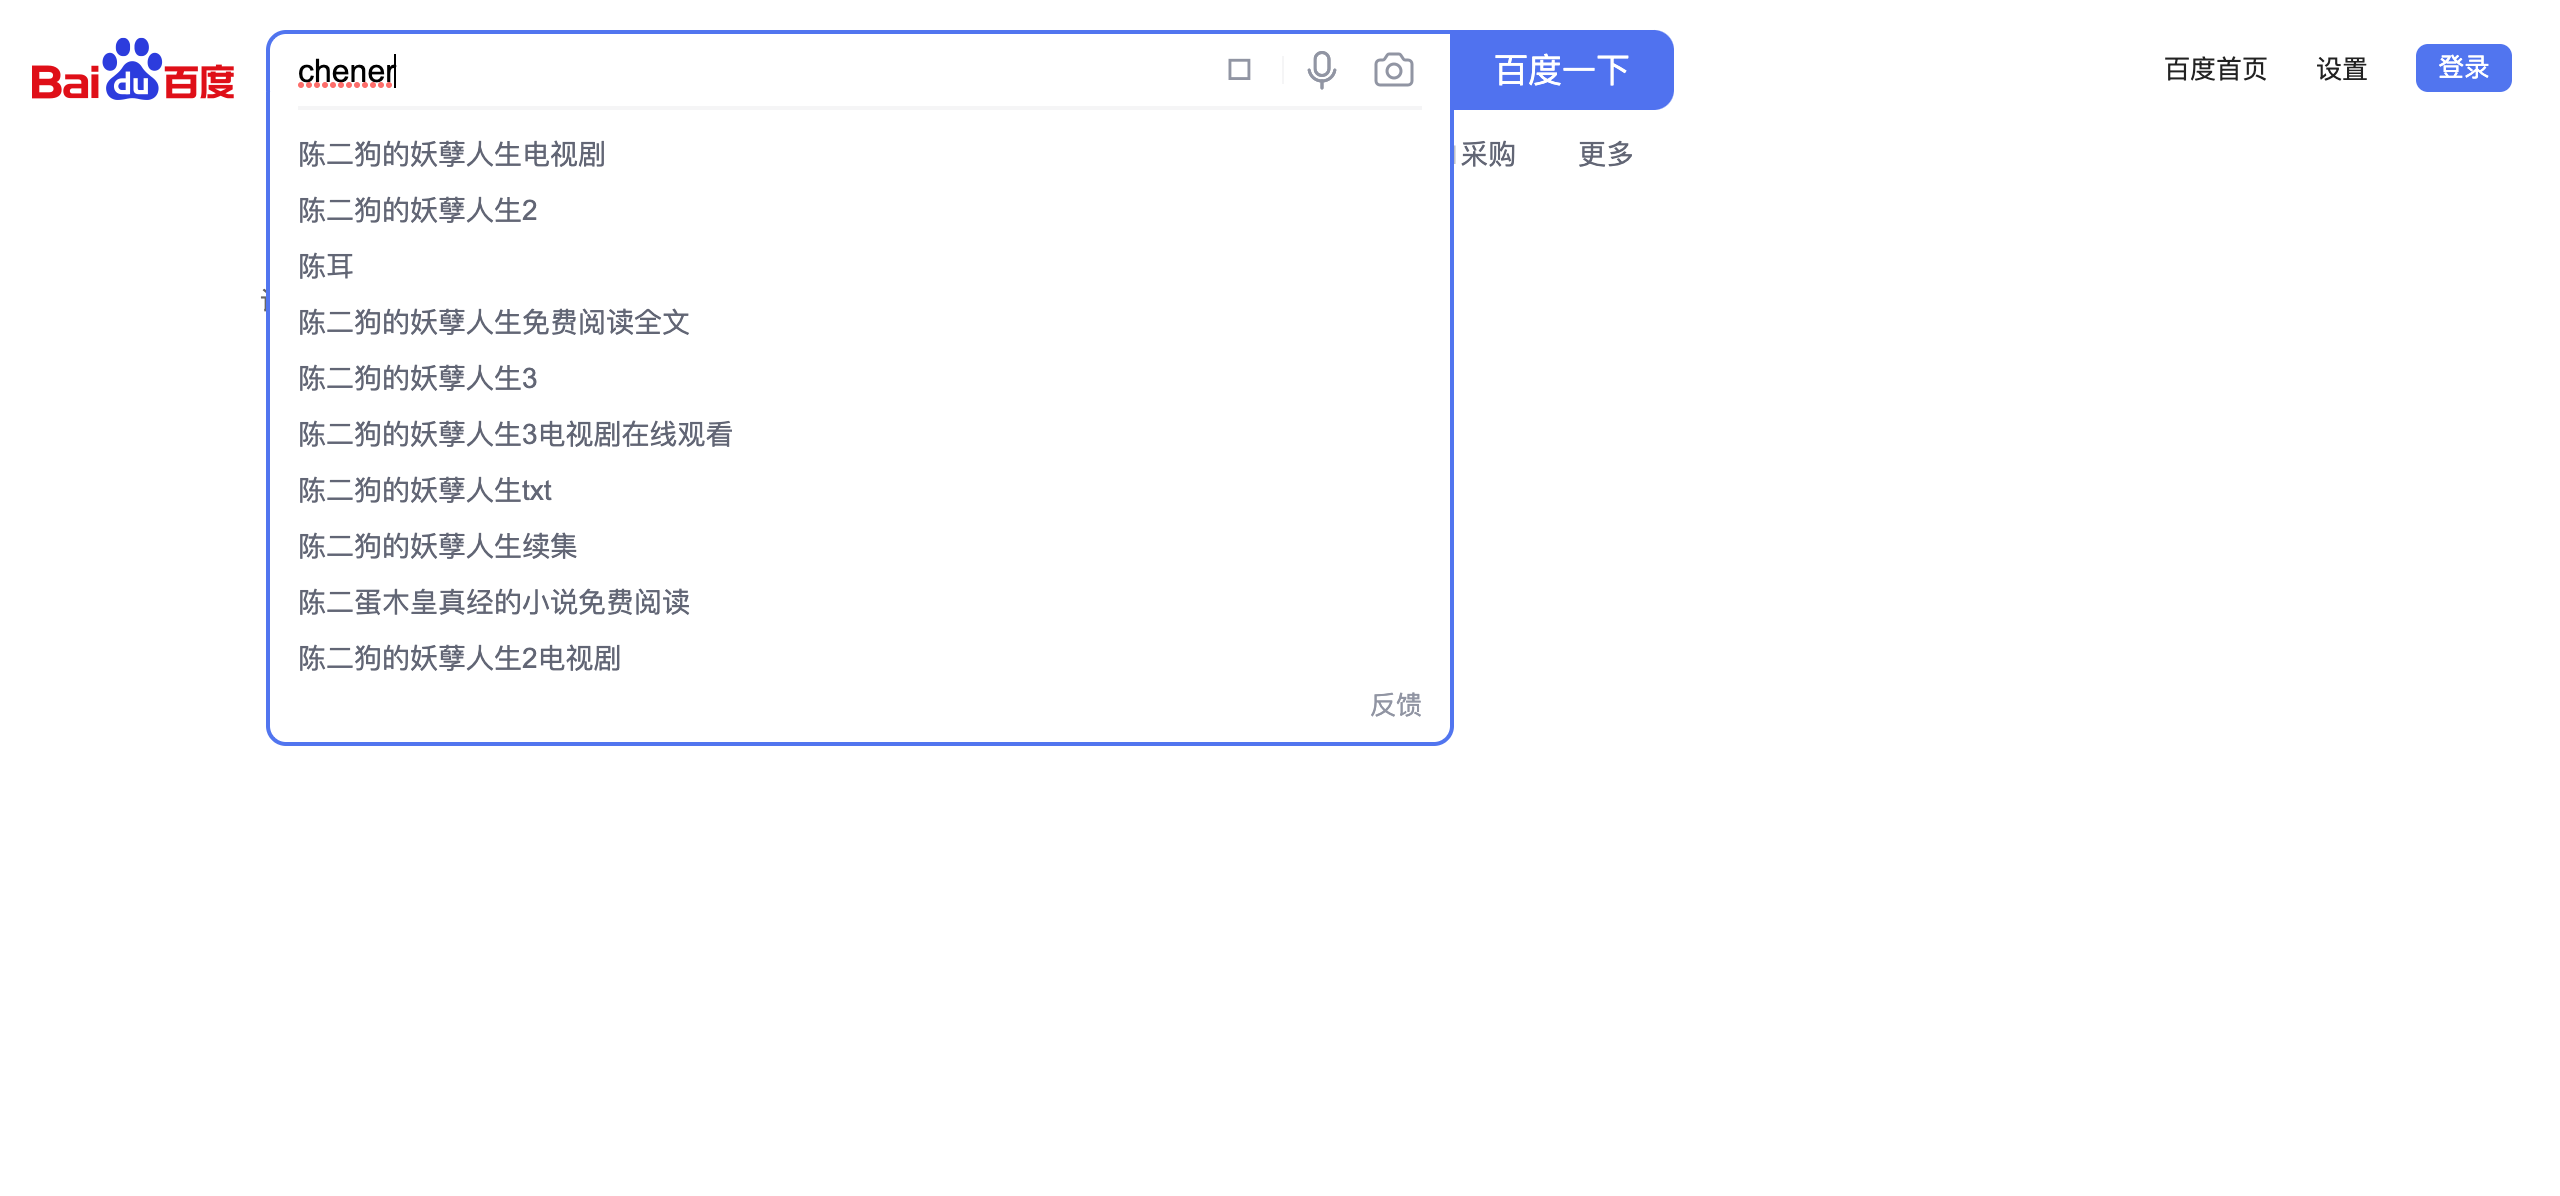 Bai du 百度
chener
百度一下
百度首页
设置
登录
采购
更多
陈二狗的妖孽人生电视剧
陈二狗的妖孽人生2
陈耳
陈二狗的妖孽人生免费阅读全文
陈二狗的妖孽人生3
陈二狗的妖孽人生3电视剧在线观看
陈二狗的妖孽人生txt
陈二狗的妖孽人生续集
陈二蛋木皇真经的小说免费阅读
陈二狗的妖孽人生2电视剧
反馈